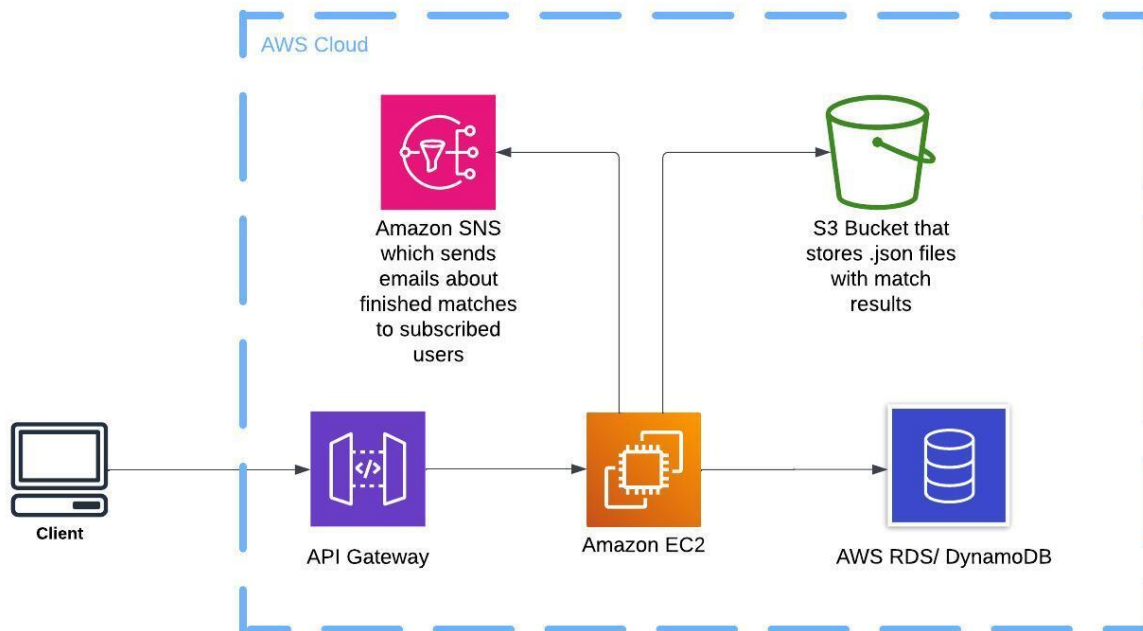 AWS Cloud
Amazon SNS
which sends
emails about
finished matches
to subscribed
users
S3 Bucket that
stores .json files
with match
results
</>
Client
API Gateway
Amazon EC2
AWS RDS/ DynamoDB